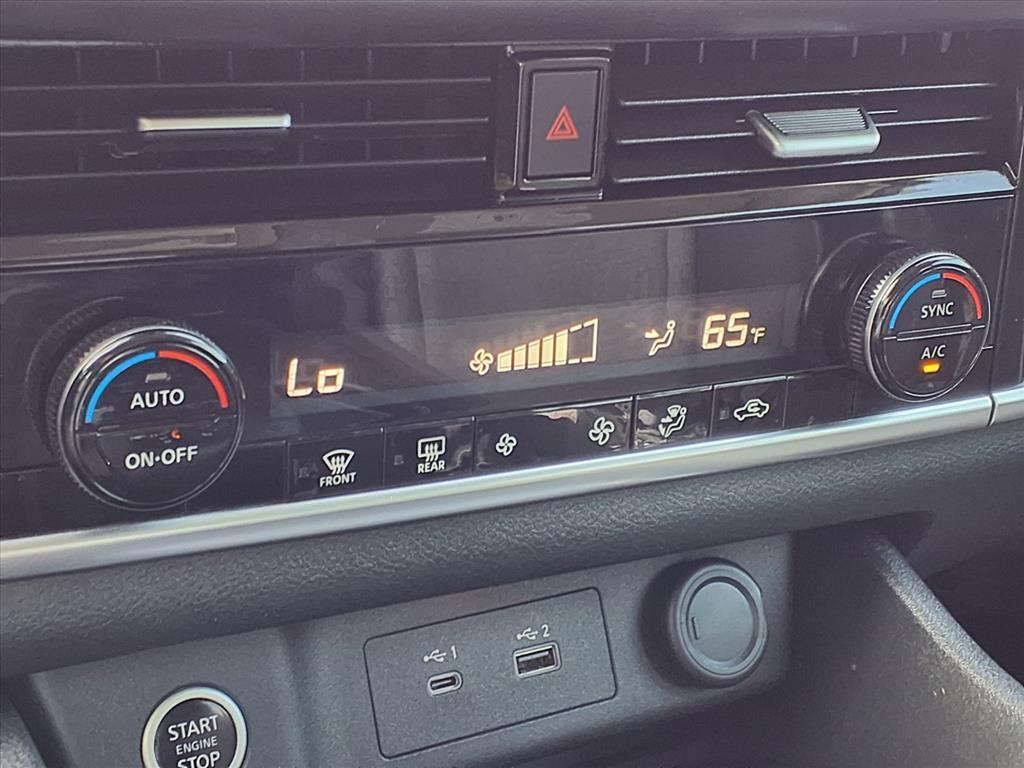 Lo
65°F
SYNC
A/C
AUTO
ON·OFF
FRONT
REAR
1
2
START
ENGINE
STOP